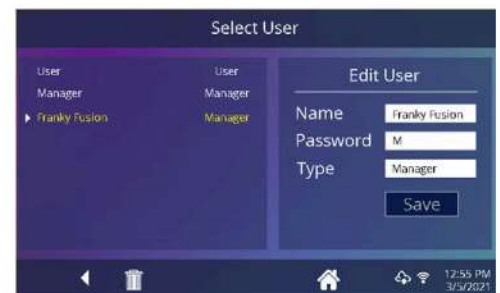 Select User
User User
Manager Manager
Franky Fusion Manager
Edit User
Name Franky Fusion
Password M
Type Manager
Save
12:55 PM
3/5/2021